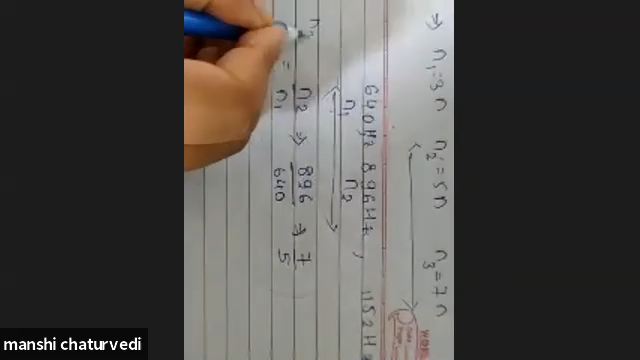 ⇒ n₁=3n n₂=5n n₃=7n
640Hz 896Hz, 1152Hz
n₁ n₂
= n₂/n₁ ⇒ 896/640 → 7/5
manshi chaturvedi